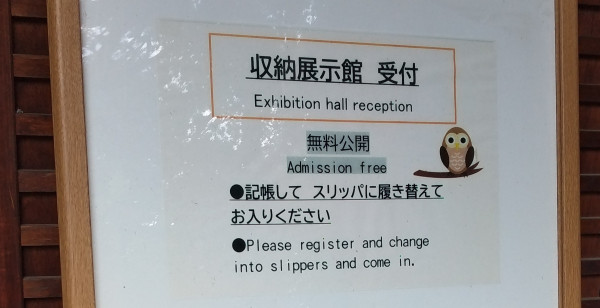 収納展示館 受付
Exhibition hall reception
無料公開
Admission free
●記帳して スリッパに履き替えて
お入りください
●Please register and change
into slippers and come in.